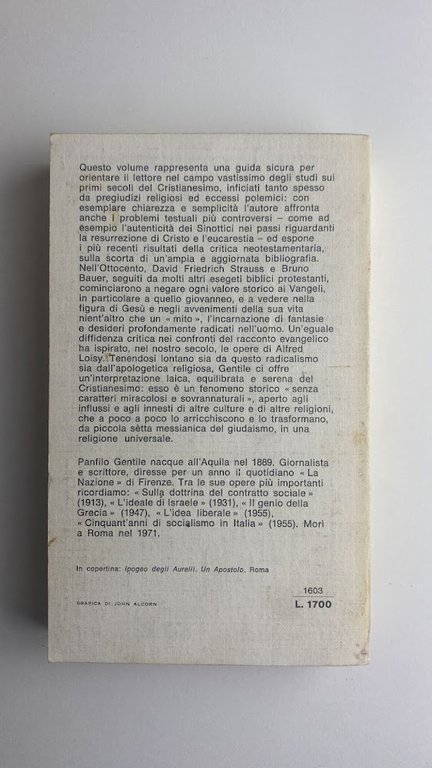 Questo volume rappresenta una guida sicura per
orientare il lettore nel campo vastissimo degli studi sui
primi secoli del Cristianesimo, inficiati tanto spesso
da pregiudizi religiosi ed eccessi polemici: con
esemplare chiarezza e semplicità l'autore affronta
anche i problemi testuali più controversi – come ad
esempio l'autenticità dei Sinottici nei passi riguardanti
la resurrezione di Cristo e l'eucarestia – ed espone
i più recenti risultati della critica neotestamentaria,
sulla scorta di un'ampia e aggiornata bibliografia.
Nell'Ottocento, David Friedrich Strauss e Bruno
Bauer, seguiti da molti altri esegeti biblici protestanti,
cominciarono a negare ogni valore storico ai Vangeli,
in particolare a quello giovanneo, e a vedere nella
figura di Gesù e negli avvenimenti della sua vita
nient'altro che un « mito », l'incarnazione di fantasie
e desideri profondamente radicati nell'uomo. Un'eguale
diffidenza critica nei confronti del racconto evangelico
ha ispirato, nel nostro secolo, le opere di Alfred
Loisy. Tenendosi lontano sia da questo radicalismo
sia dall'apologetica religiosa, Gentile ci offre
un'interpretazione laica, equilibrata e serena del
Cristianesimo: esso è un fenomeno storico « senza
caratteri miracolosi e sovrannaturali », aperto agli
influssi e agli innesti di altre culture e di altre religioni,
che a poco a poco lo arricchiscono e lo trasformano,
da piccola sètta messianica del giudaismo, in una
religione universale.
Panfilo Gentile nacque all'Aquila nel 1889. Giornalista
e scrittore, diresse per un anno il quotidiano « La
Nazione » di Firenze. Tra le sue opere più importanti
ricordiamo: « Sulla dottrina del contratto sociale »
(1913), « L'ideale di Israele » (1931), « Il genio della
Grecia » (1947), « L'idea liberale » (1955),
« Cinquant'anni di socialismo in Italia » (1955). Morì
a Roma nel 1971.
In copertina: Ipogeo degli Aurelii. Un Apostolo. Roma
1603
GRAFICA DI JOHN ALCORN
L. 1700